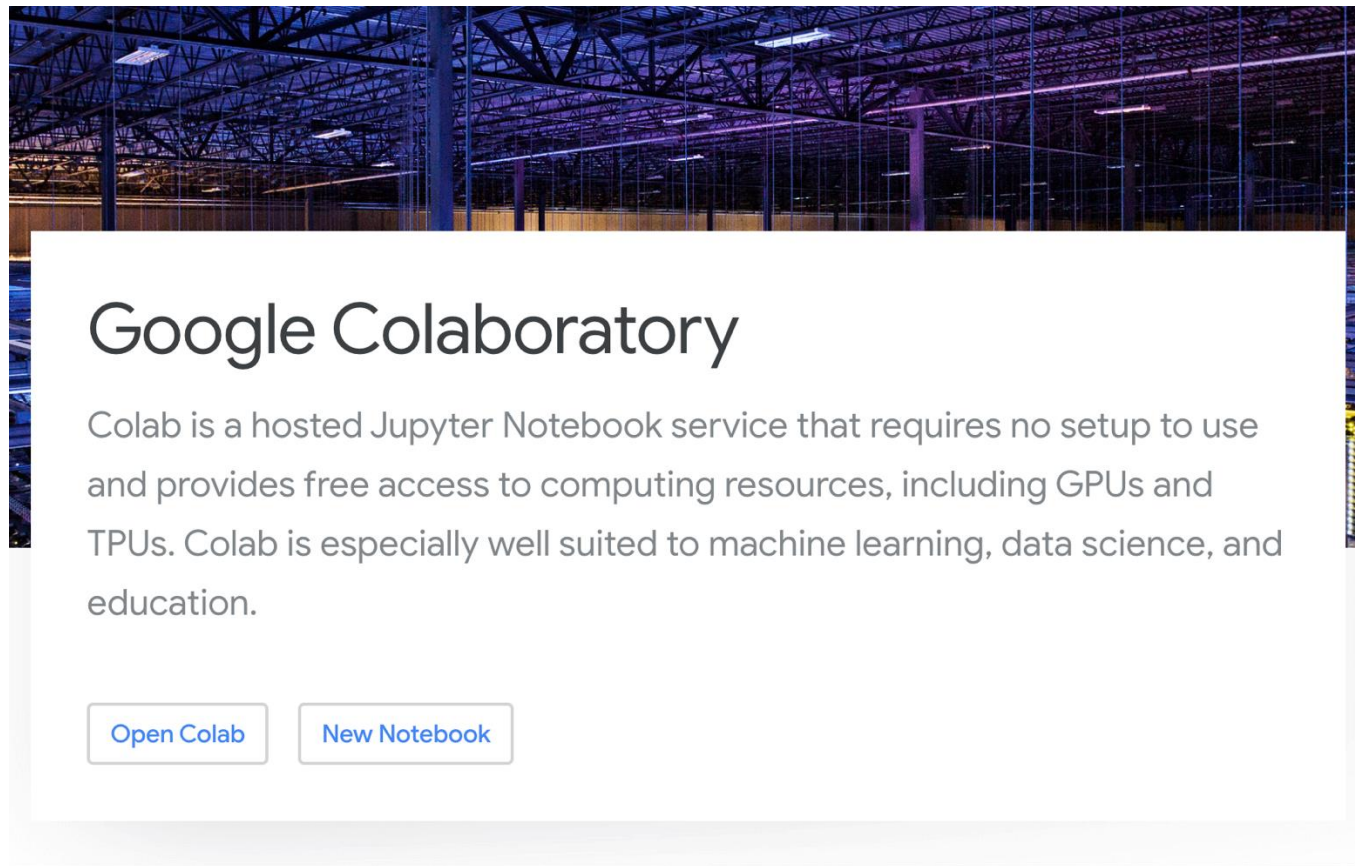 Google Colaboratory
Colab is a hosted Jupyter Notebook service that requires no setup to use
and provides free access to computing resources, including GPUs and
TPUs. Colab is especially well suited to machine learning, data science, and
education.
Open Colab
New Notebook